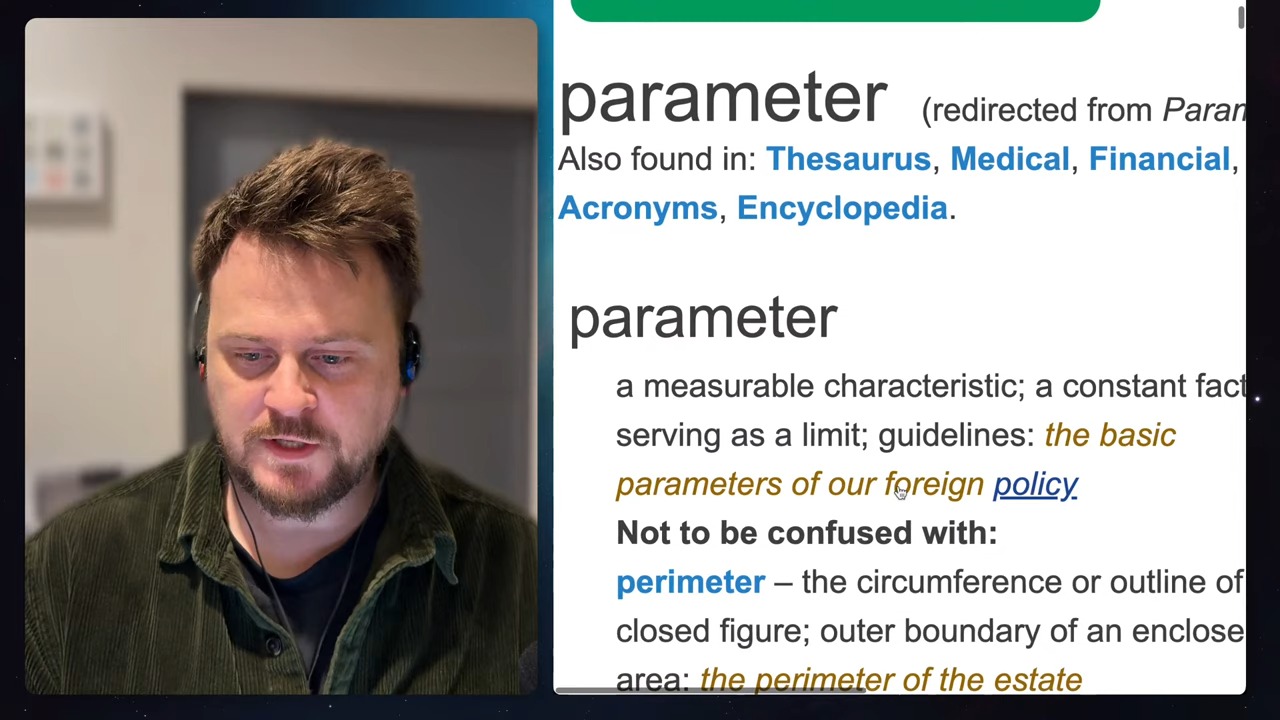 parameter (redirected from Param
Also found in: Thesaurus, Medical, Financial,
Acronyms, Encyclopedia.
parameter
a measurable characteristic; a constant fact
serving as a limit; guidelines: the basic
parameters of our foreign policy
Not to be confused with:
perimeter – the circumference or outline of
closed figure; outer boundary of an enclose
area: the perimeter of the estate